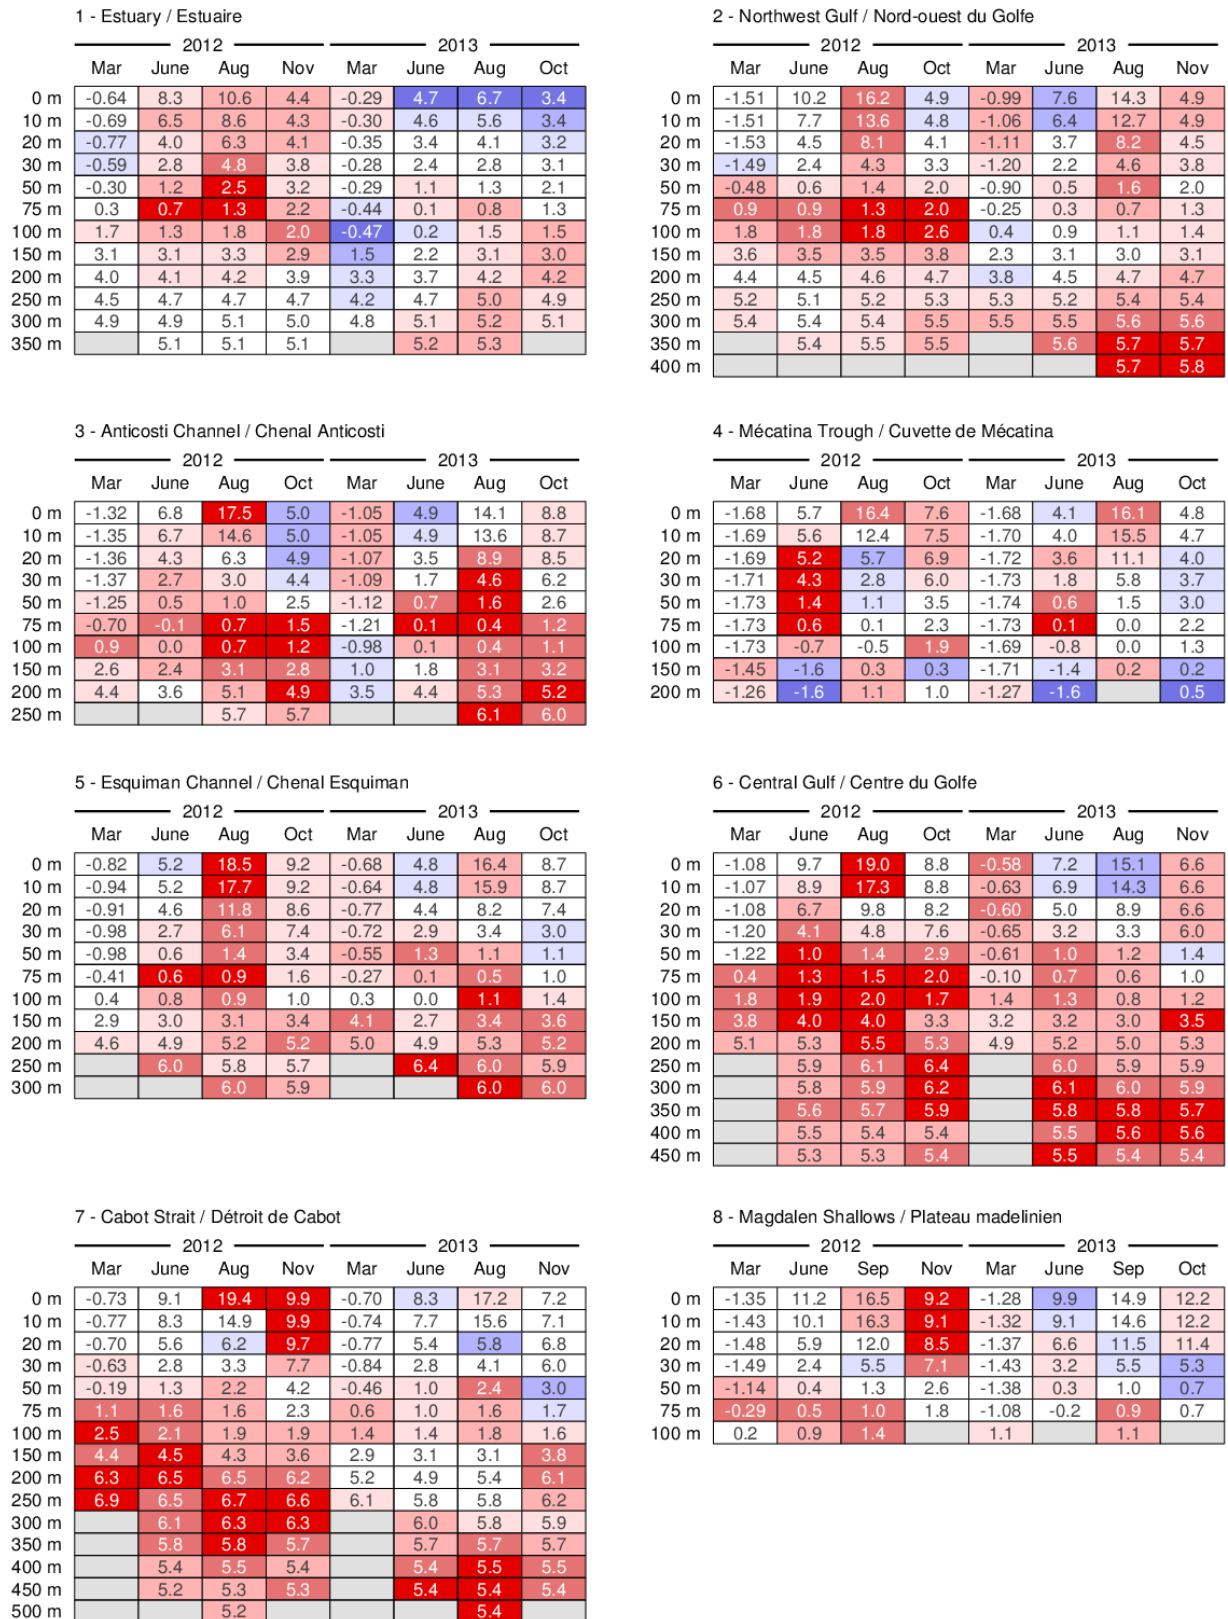 1 - Estuary / Estuaire
2012 2013
Mar June Aug Nov Mar June Aug Oct
0 m -0.64 8.3 10.6 4.4 -0.29 4.7 6.7 3.4
10 m -0.69 6.5 8.6 4.3 -0.30 4.6 5.6 3.4
20 m -0.77 4.0 6.3 4.1 -0.35 3.4 4.1 3.2
30 m -0.59 2.8 4.8 3.8 -0.28 2.4 2.8 3.1
50 m -0.30 1.2 2.5 3.2 -0.29 1.1 1.3 2.1
75 m 0.3 0.7 1.3 2.2 -0.44 0.1 0.8 1.3
100 m 1.7 1.3 1.8 2.0 -0.47 0.2 1.5 1.5
150 m 3.1 3.1 3.3 2.9 1.5 2.2 3.1 3.0
200 m 4.0 4.1 4.2 3.9 3.3 3.7 4.2 4.2
250 m 4.5 4.7 4.7 4.7 4.2 4.7 5.0 4.9
300 m 4.9 4.9 5.1 5.0 4.8 5.1 5.2 5.1
350 m 5.1 5.1 5.1 5.2 5.3
2 - Northwest Gulf / Nord-ouest du Golfe
2012 2013
Mar June Aug Oct Mar June Aug Nov
0 m -1.51 10.2 16.2 4.9 -0.99 7.6 14.3 4.9
10 m -1.51 7.7 13.6 4.8 -1.06 6.4 12.7 4.9
20 m -1.53 4.5 8.1 4.1 -1.11 3.7 8.2 4.5
30 m -1.49 2.4 4.3 3.3 -1.20 2.2 4.6 3.8
50 m -0.48 0.6 1.4 2.0 -0.90 0.5 1.6 2.0
75 m 0.9 0.9 1.3 2.0 -0.25 0.3 0.7 1.3
100 m 1.8 1.8 1.8 2.6 0.4 0.9 1.1 1.4
150 m 3.6 3.5 3.5 3.8 2.3 3.1 3.0 3.1
200 m 4.4 4.5 4.6 4.7 3.8 4.5 4.7 4.7
250 m 5.2 5.1 5.2 5.3 5.3 5.2 5.4 5.4
300 m 5.4 5.4 5.4 5.5 5.5 5.5 5.6 5.6
350 m 5.4 5.5 5.5 5.6 5.7 5.7
400 m 5.7 5.8
3 - Anticosti Channel / Chenal Anticosti
2012 2013
Mar June Aug Oct Mar June Aug Oct
0 m -1.32 6.8 17.5 5.0 -1.05 4.9 14.1 8.8
10 m -1.35 6.7 14.6 5.0 -1.05 4.9 13.6 8.7
20 m -1.36 4.3 6.3 4.9 -1.07 3.5 8.9 8.5
30 m -1.37 2.7 3.0 4.4 -1.09 1.7 4.6 6.2
50 m -1.25 0.5 1.0 2.5 -1.12 0.7 1.6 2.6
75 m -0.70 -0.1 0.7 1.5 -1.21 0.1 0.4 1.2
100 m 0.9 0.0 0.7 1.2 -0.98 0.1 0.4 1.1
150 m 2.6 2.4 3.1 2.8 1.0 1.8 3.1 3.2
200 m 4.4 3.6 5.1 4.9 3.5 4.4 5.3 5.2
250 m 5.7 5.7 6.1 6.0
4 - Mécatina Trough / Cuvette de Mécatina
2012 2013
Mar June Aug Oct Mar June Aug Oct
0 m -1.68 5.7 16.4 7.6 -1.68 4.1 16.1 4.8
10 m -1.69 5.6 12.4 7.5 -1.70 4.0 15.5 4.7
20 m -1.69 5.2 5.7 6.9 -1.72 3.6 11.1 4.0
30 m -1.71 4.3 2.8 6.0 -1.73 1.8 5.8 3.7
50 m -1.73 1.4 1.1 3.5 -1.74 0.6 1.5 3.0
75 m -1.73 0.6 0.1 2.3 -1.73 0.1 0.0 2.2
100 m -1.73 -0.7 -0.5 1.9 -1.69 -0.8 0.0 1.3
150 m -1.45 -1.6 0.3 0.3 -1.71 -1.4 0.2 0.2
200 m -1.26 -1.6 1.1 1.0 -1.27 -1.6 0.5
5 - Esquiman Channel / Chenal Esquiman
2012 2013
Mar June Aug Oct Mar June Aug Oct
0 m -0.82 5.2 18.5 9.2 -0.68 4.8 16.4 8.7
10 m -0.94 5.2 17.7 9.2 -0.64 4.8 15.9 8.7
20 m -0.91 4.6 11.8 8.6 -0.77 4.4 8.2 7.4
30 m -0.98 2.7 6.1 7.4 -0.72 2.9 3.4 3.0
50 m -0.98 0.6 1.4 3.4 -0.55 1.3 1.1 1.1
75 m -0.41 0.6 0.9 1.6 -0.27 0.1 0.5 1.0
100 m 0.4 0.8 0.9 1.0 0.3 0.0 1.1 1.4
150 m 2.9 3.0 3.1 3.4 4.1 2.7 3.4 3.6
200 m 4.6 4.9 5.2 5.2 5.0 4.9 5.3 5.2
250 m 6.0 5.8 5.7 6.4 6.0 5.9
300 m 6.0 5.9 6.0 6.0
6 - Central Gulf / Centre du Golfe
2012 2013
Mar June Aug Oct Mar June Aug Nov
0 m -1.08 9.7 19.0 8.8 -0.58 7.2 15.1 6.6
10 m -1.07 8.9 17.3 8.8 -0.63 6.9 14.3 6.6
20 m -1.08 6.7 9.8 8.2 -0.60 5.0 8.9 6.6
30 m -1.20 4.1 4.8 7.6 -0.65 3.2 3.3 6.0
50 m -1.22 1.0 1.4 2.9 -0.61 1.0 1.2 1.4
75 m 0.4 1.3 1.5 2.0 -0.10 0.7 0.6 1.0
100 m 1.8 1.9 2.0 1.7 1.4 1.3 0.8 1.2
150 m 3.8 4.0 4.0 3.3 3.2 3.2 3.0 3.5
200 m 5.1 5.3 5.5 5.3 4.9 5.2 5.0 5.3
250 m 5.9 6.1 6.4 6.0 5.9 5.9
300 m 5.8 5.9 6.2 6.1 6.0 5.9
350 m 5.6 5.7 5.9 5.8 5.8 5.7
400 m 5.5 5.4 5.4 5.5 5.6 5.6
450 m 5.3 5.3 5.4 5.5 5.4 5.4
7 - Cabot Strait / Détroit de Cabot
2012 2013
Mar June Aug Nov Mar June Aug Nov
0 m -0.73 9.1 19.4 9.9 -0.70 8.3 17.2 7.2
10 m -0.77 8.3 14.9 9.9 -0.74 7.7 15.6 7.1
20 m -0.70 5.6 6.2 9.7 -0.77 5.4 5.8 6.8
30 m -0.63 2.8 3.3 7.7 -0.84 2.8 4.1 6.0
50 m -0.19 1.3 2.2 4.2 -0.46 1.0 2.4 3.0
75 m 1.1 1.6 1.6 2.3 0.6 1.0 1.6 1.7
100 m 2.5 2.1 1.9 1.9 1.4 1.4 1.8 1.6
150 m 4.4 4.5 4.3 3.6 2.9 3.1 3.1 3.8
200 m 6.3 6.5 6.5 6.2 5.2 4.9 5.4 6.1
250 m 6.9 6.5 6.7 6.6 6.1 5.8 5.8 6.2
300 m 6.1 6.3 6.3 6.0 5.8 5.9
350 m 5.8 5.8 5.7 5.7 5.7 5.7
400 m 5.4 5.5 5.4 5.4 5.5 5.5
450 m 5.2 5.3 5.3 5.4 5.4 5.4
500 m 5.2 5.4
8 - Magdalen Shallows / Plateau madelinien
2012 2013
Mar June Sep Nov Mar June Sep Oct
0 m -1.35 11.2 16.5 9.2 -1.28 9.9 14.9 12.2
10 m -1.43 10.1 16.3 9.1 -1.32 9.1 14.6 12.2
20 m -1.48 5.9 12.0 8.5 -1.37 6.6 11.5 11.4
30 m -1.49 2.4 5.5 7.1 -1.43 3.2 5.5 5.3
50 m -1.14 0.4 1.3 2.6 -1.38 0.3 1.0 0.7
75 m -0.29 0.5 1.0 1.8 -1.08 -0.2 0.9 0.7
100 m 0.2 0.9 1.4 1.1 1.1